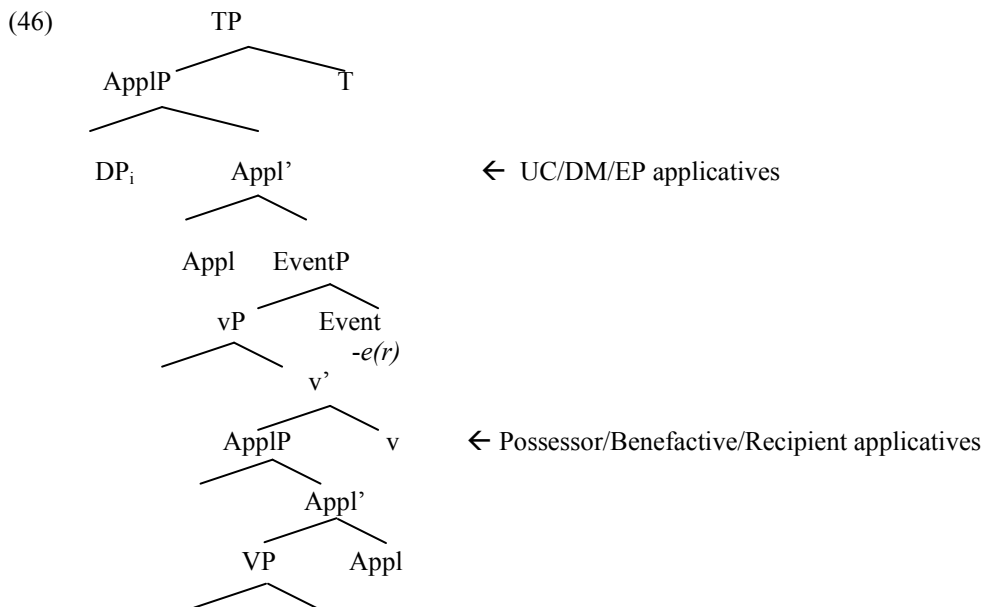 (46) TP
ApplP T
DPi Appl’ ← UC/DM/EP applicatives
Appl EventP
vP Event
-e(r)
v’
ApplP v ← Possessor/Benefactive/Recipient applicatives
Appl’
VP Appl